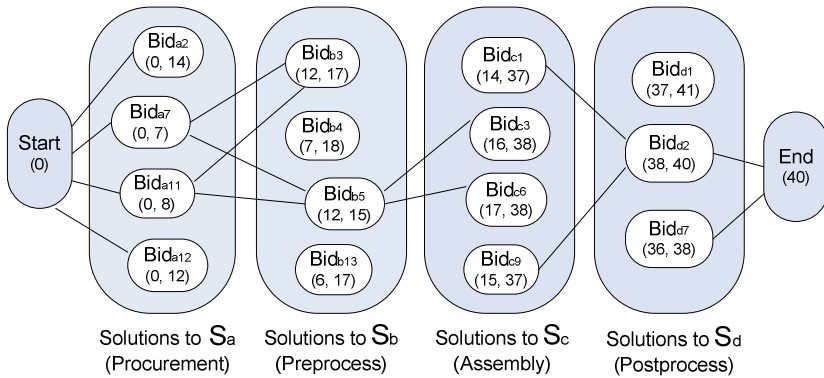 Start
(0)
Bida2
(0, 14)
Bida7
(0, 7)
Bida11
(0, 8)
Bida12
(0, 12)
Solutions to Sa
(Procurement)
Bidb3
(12, 17)
Bidb4
(7, 18)
Bidb5
(12, 15)
Bidb13
(6, 17)
Solutions to Sb
(Preprocess)
Bidc1
(14, 37)
Bidc3
(16, 38)
Bidc6
(17, 38)
Bidc9
(15, 37)
Solutions to Sc
(Assembly)
Bidd1
(37, 41)
Bidd2
(38, 40)
Bidd7
(36, 38)
Solutions to Sd
(Postprocess)
End
(40)